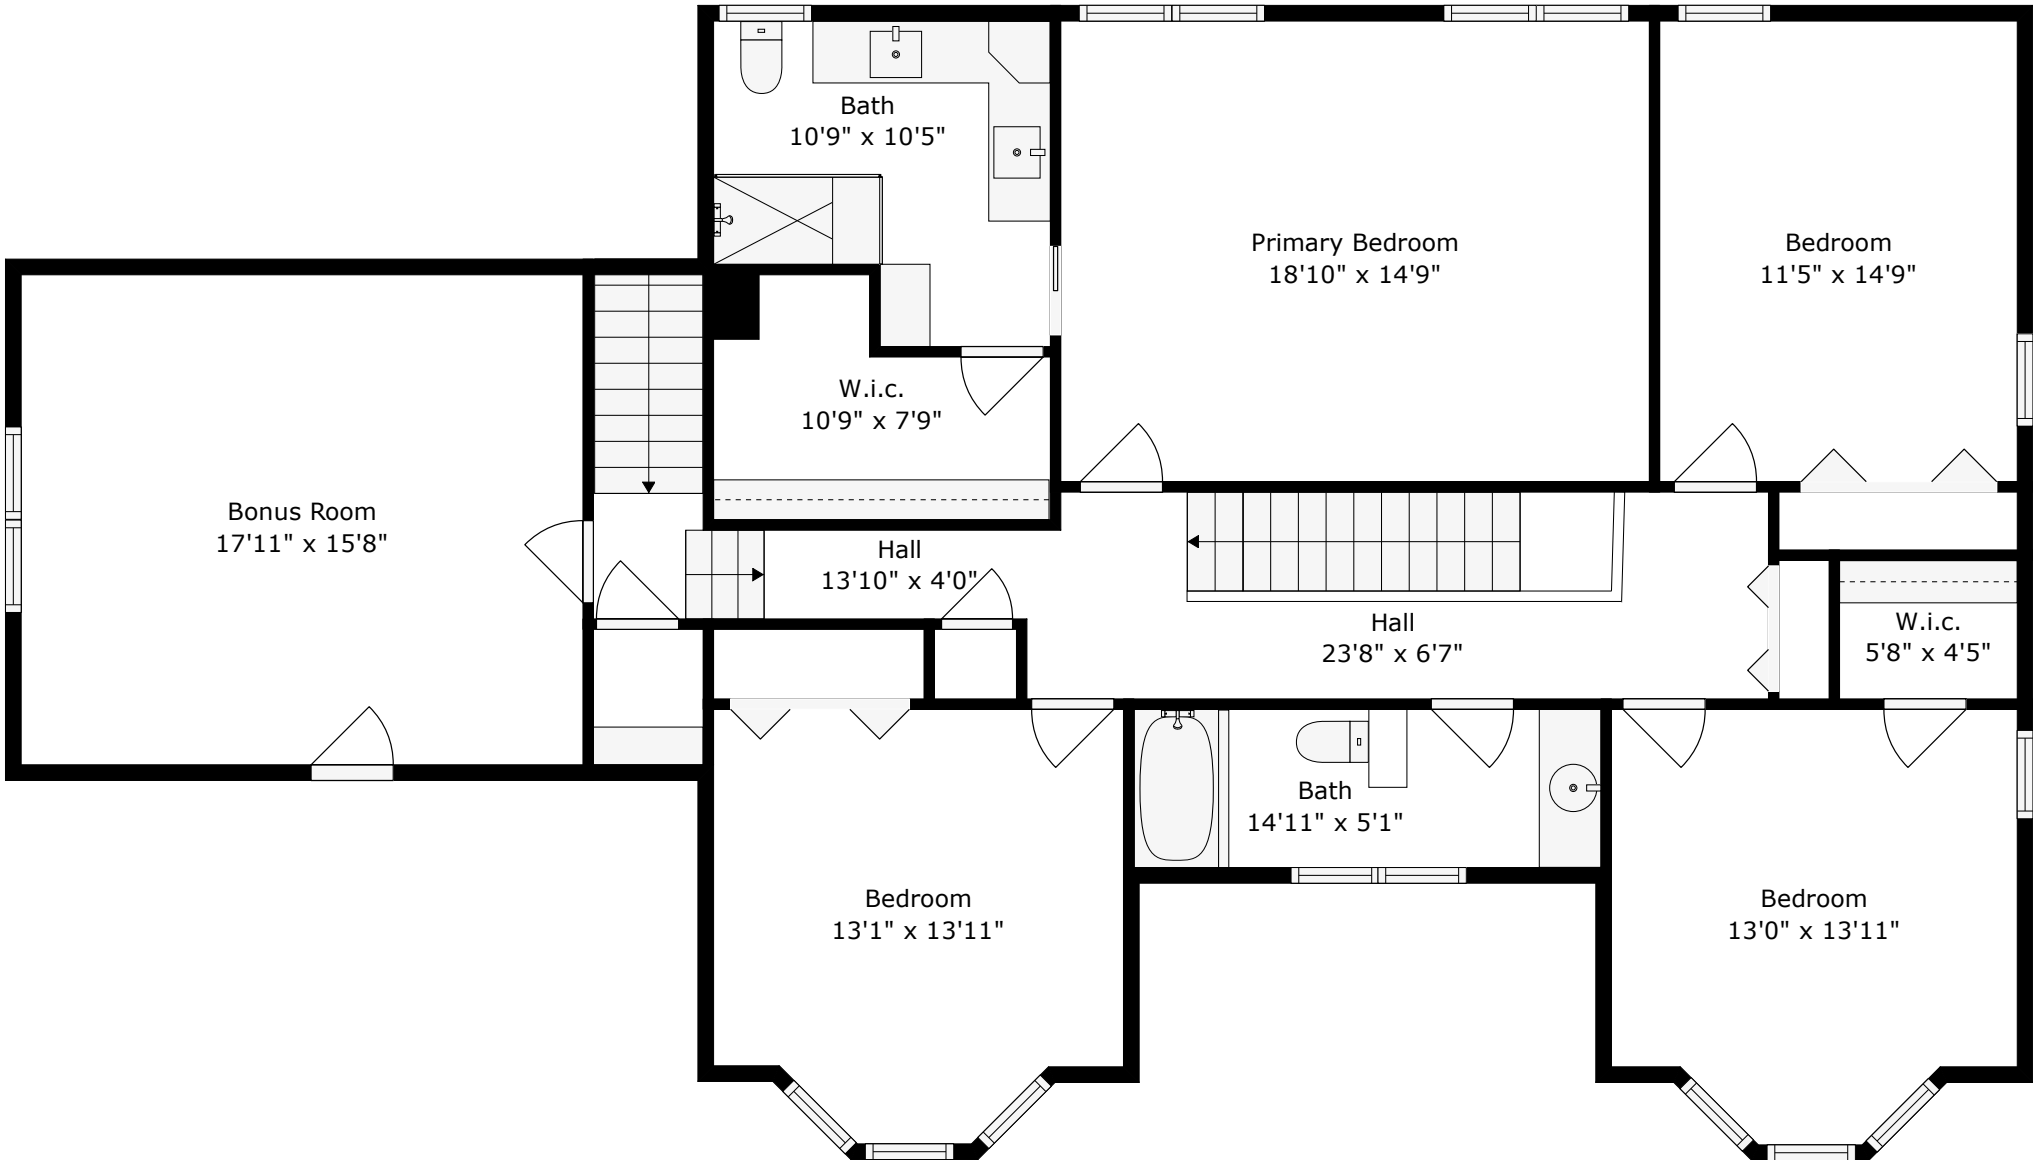 Bath
10'9" x 10'5"
Primary Bedroom
18'10" x 14'9"
Bedroom
11'5" x 14'9"
W.i.c.
10'9" x 7'9"
Bonus Room
17'11" x 15'8"
Hall
13'10" x 4'0"
Hall
23'8" x 6'7"
W.i.c.
5'8" x 4'5"
Bath
14'11" x 5'1"
Bedroom
13'1" x 13'11"
Bedroom
13'0" x 13'11"